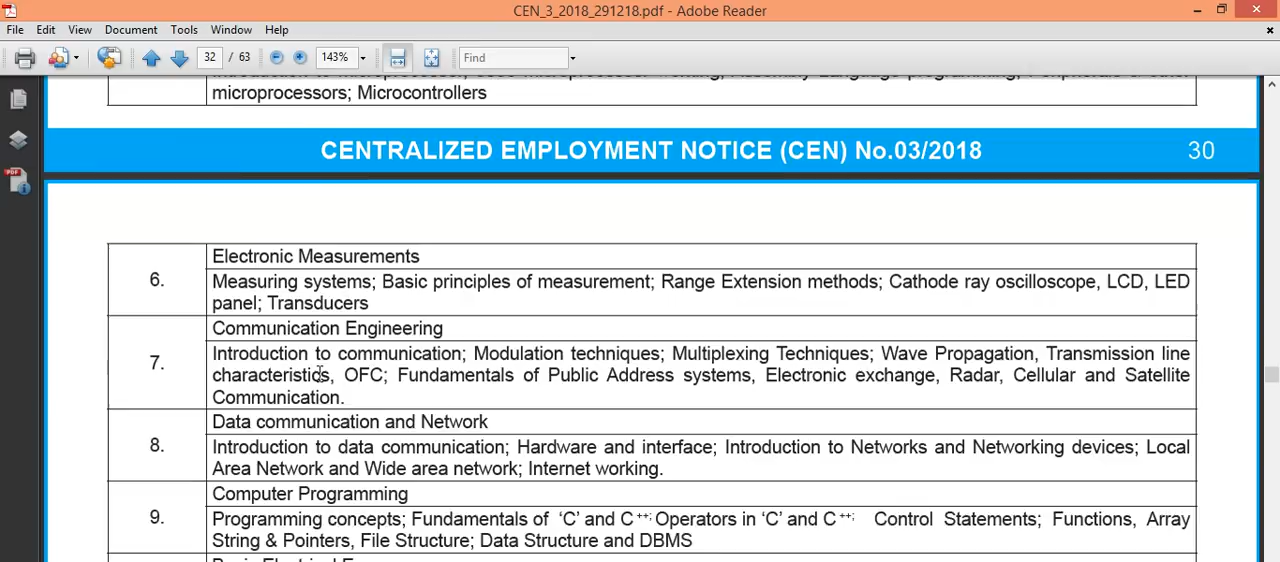 CEN_3_2018_291218.pdf - Adobe Reader
File Edit View Document Tools Window Help
32 / 63 143% Find
microprocessors; Microcontrollers
CENTRALIZED EMPLOYMENT NOTICE (CEN) No.03/2018 30
Electronic Measurements
6.
Measuring systems; Basic principles of measurement; Range Extension methods; Cathode ray oscilloscope, LCD, LED
panel; Transducers
Communication Engineering
7.
Introduction to communication; Modulation techniques; Multiplexing Techniques; Wave Propagation, Transmission line
characteristics, OFC; Fundamentals of Public Address systems, Electronic exchange, Radar, Cellular and Satellite
Communication.
Data communication and Network
8.
Introduction to data communication; Hardware and interface; Introduction to Networks and Networking devices; Local
Area Network and Wide area network; Internet working.
Computer Programming
9.
Programming concepts; Fundamentals of ‘C’ and C ++; Operators in ‘C’ and C ++; Control Statements; Functions, Array
String & Pointers, File Structure; Data Structure and DBMS